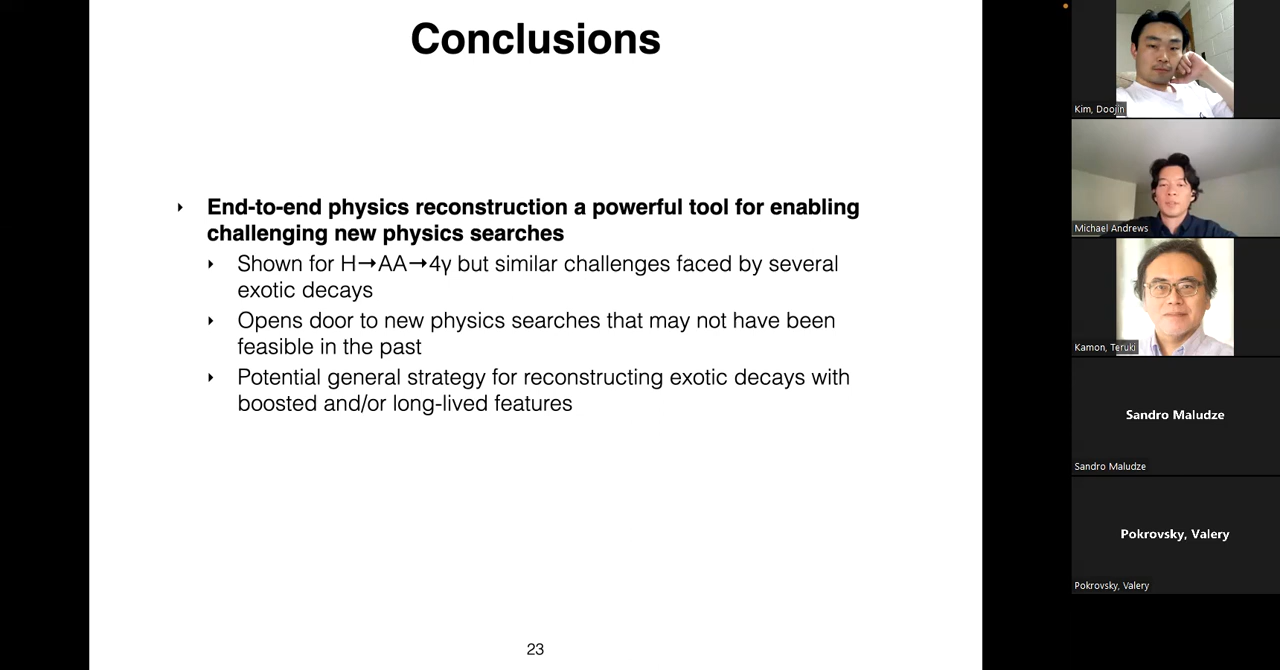 Conclusions
‣ End-to-end physics reconstruction a powerful tool for enabling
challenging new physics searches
‣ Shown for H→AA→4γ but similar challenges faced by several
exotic decays
‣ Opens door to new physics searches that may not have been
feasible in the past
‣ Potential general strategy for reconstructing exotic decays with
boosted and/or long-lived features
23
Kim, Doojin
Michael Andrews
Kamon, Teruki
Sandro Maludze
Sandro Maludze
Pokrovsky, Valery
Pokrovsky, Valery